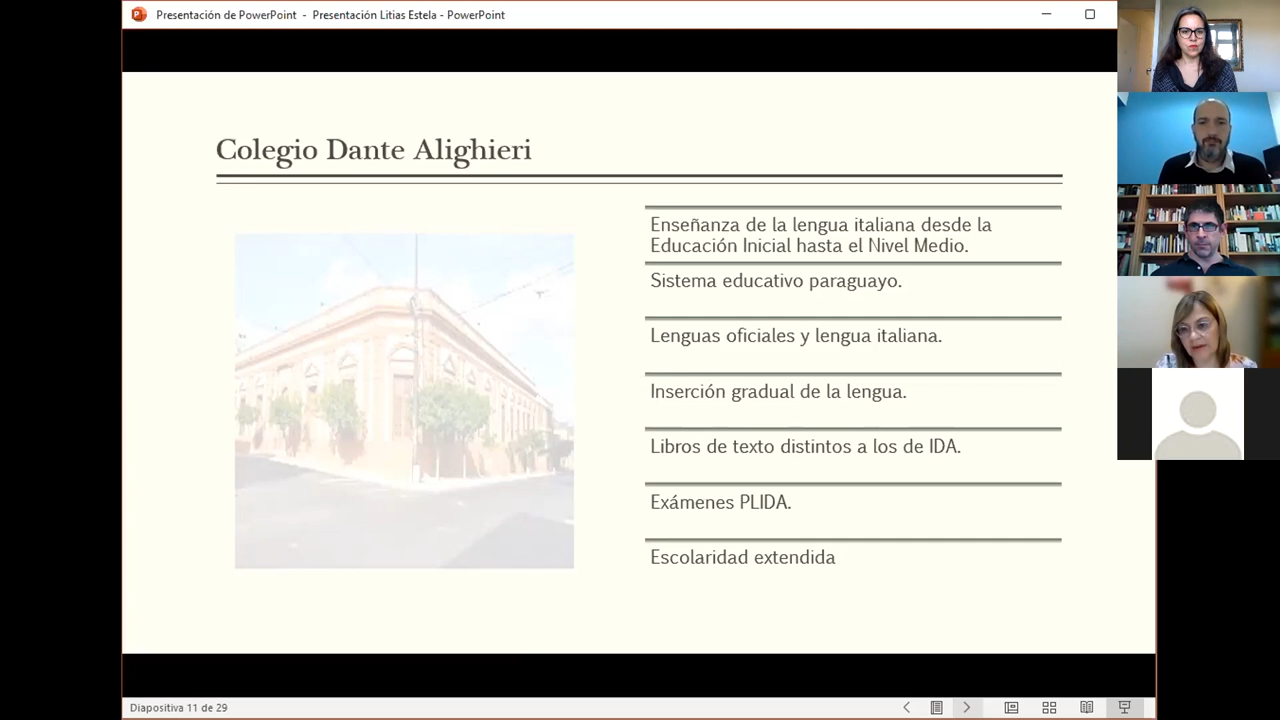 Presentación de PowerPoint - Presentación Litias Estela - PowerPoint
Colegio Dante Alighieri
Enseñanza de la lengua italiana desde la
Educación Inicial hasta el Nivel Medio.
Sistema educativo paraguayo.
Lenguas oficiales y lengua italiana.
Inserción gradual de la lengua.
Libros de texto distintos a los de IDA.
Exámenes PLIDA.
Escolaridad extendida
Diapositiva 11 de 29